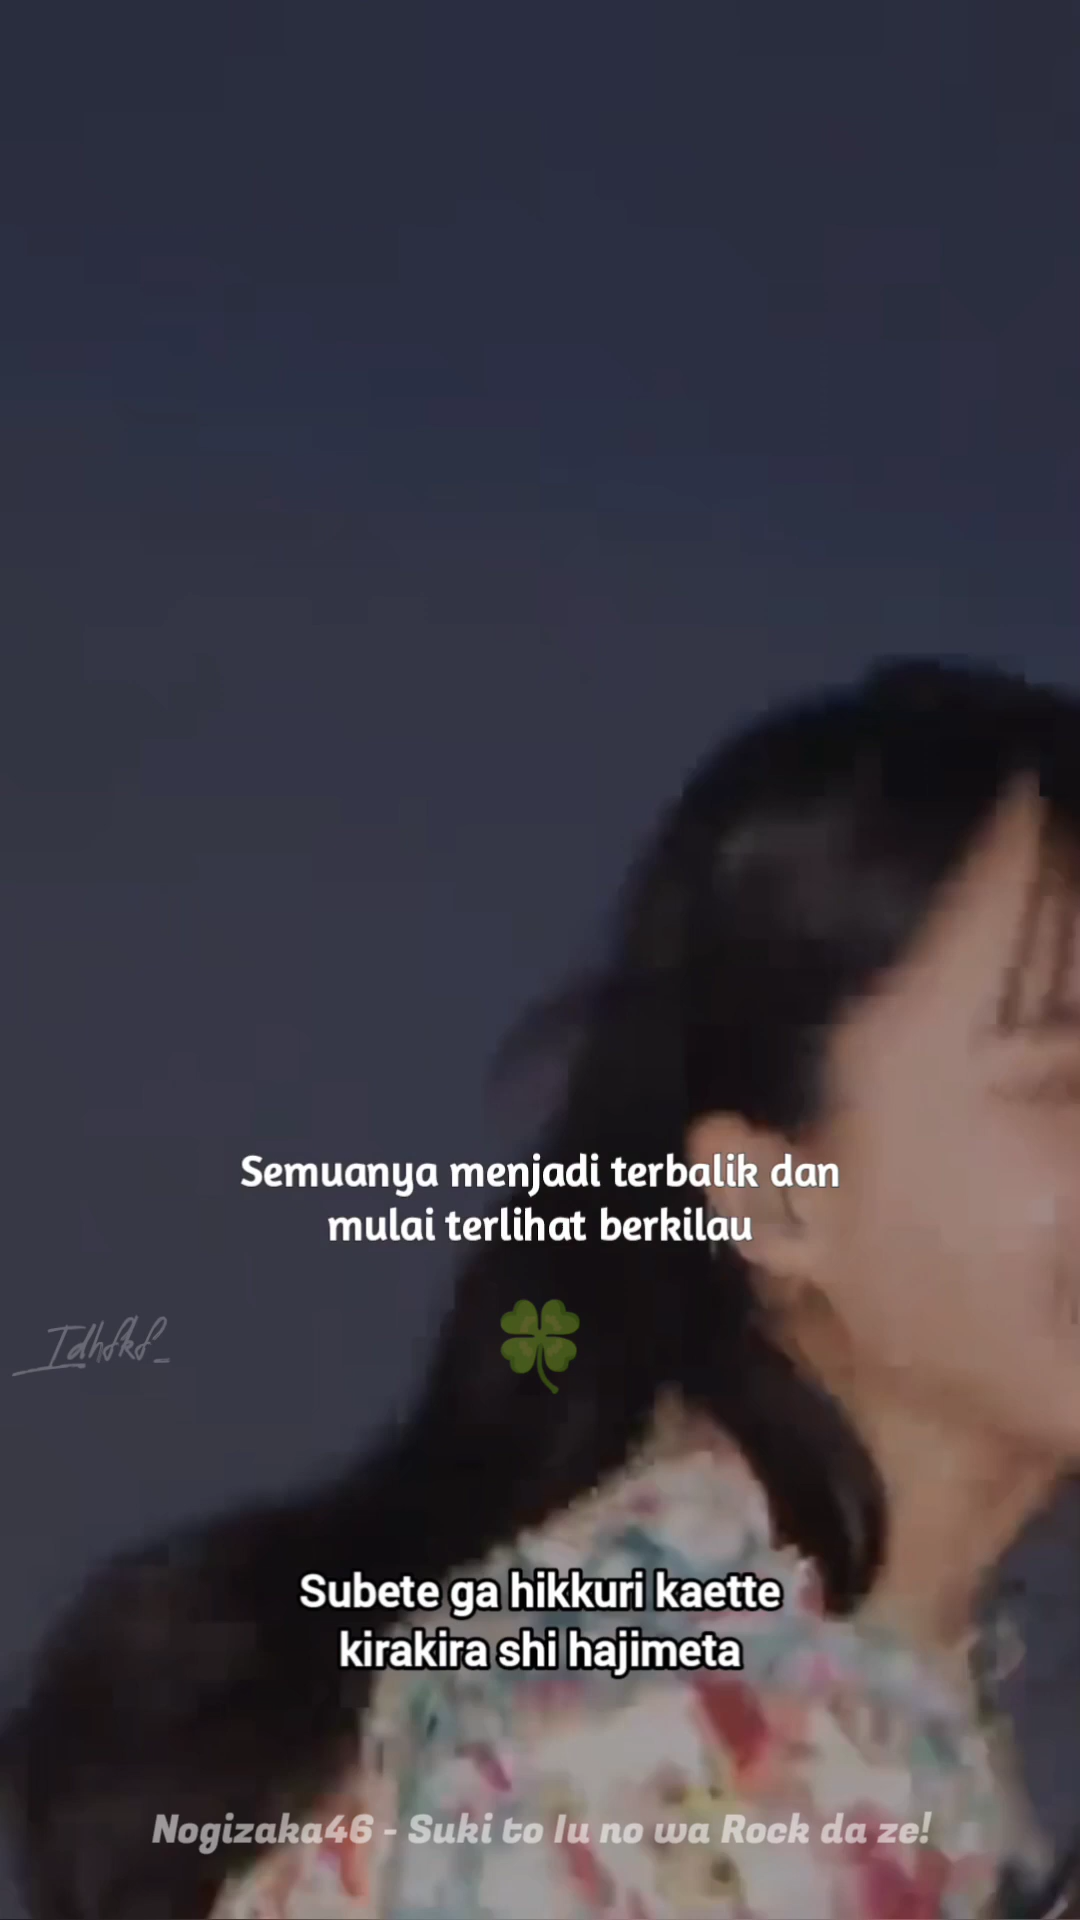 Semuanya menjadi terbalik dan
mulai terlihat berkilau
Idhfkf_
Subete ga hikkuri kaette
kirakira shi hajimeta
Nogizaka46 - Suki to Iu no wa Rock da ze!